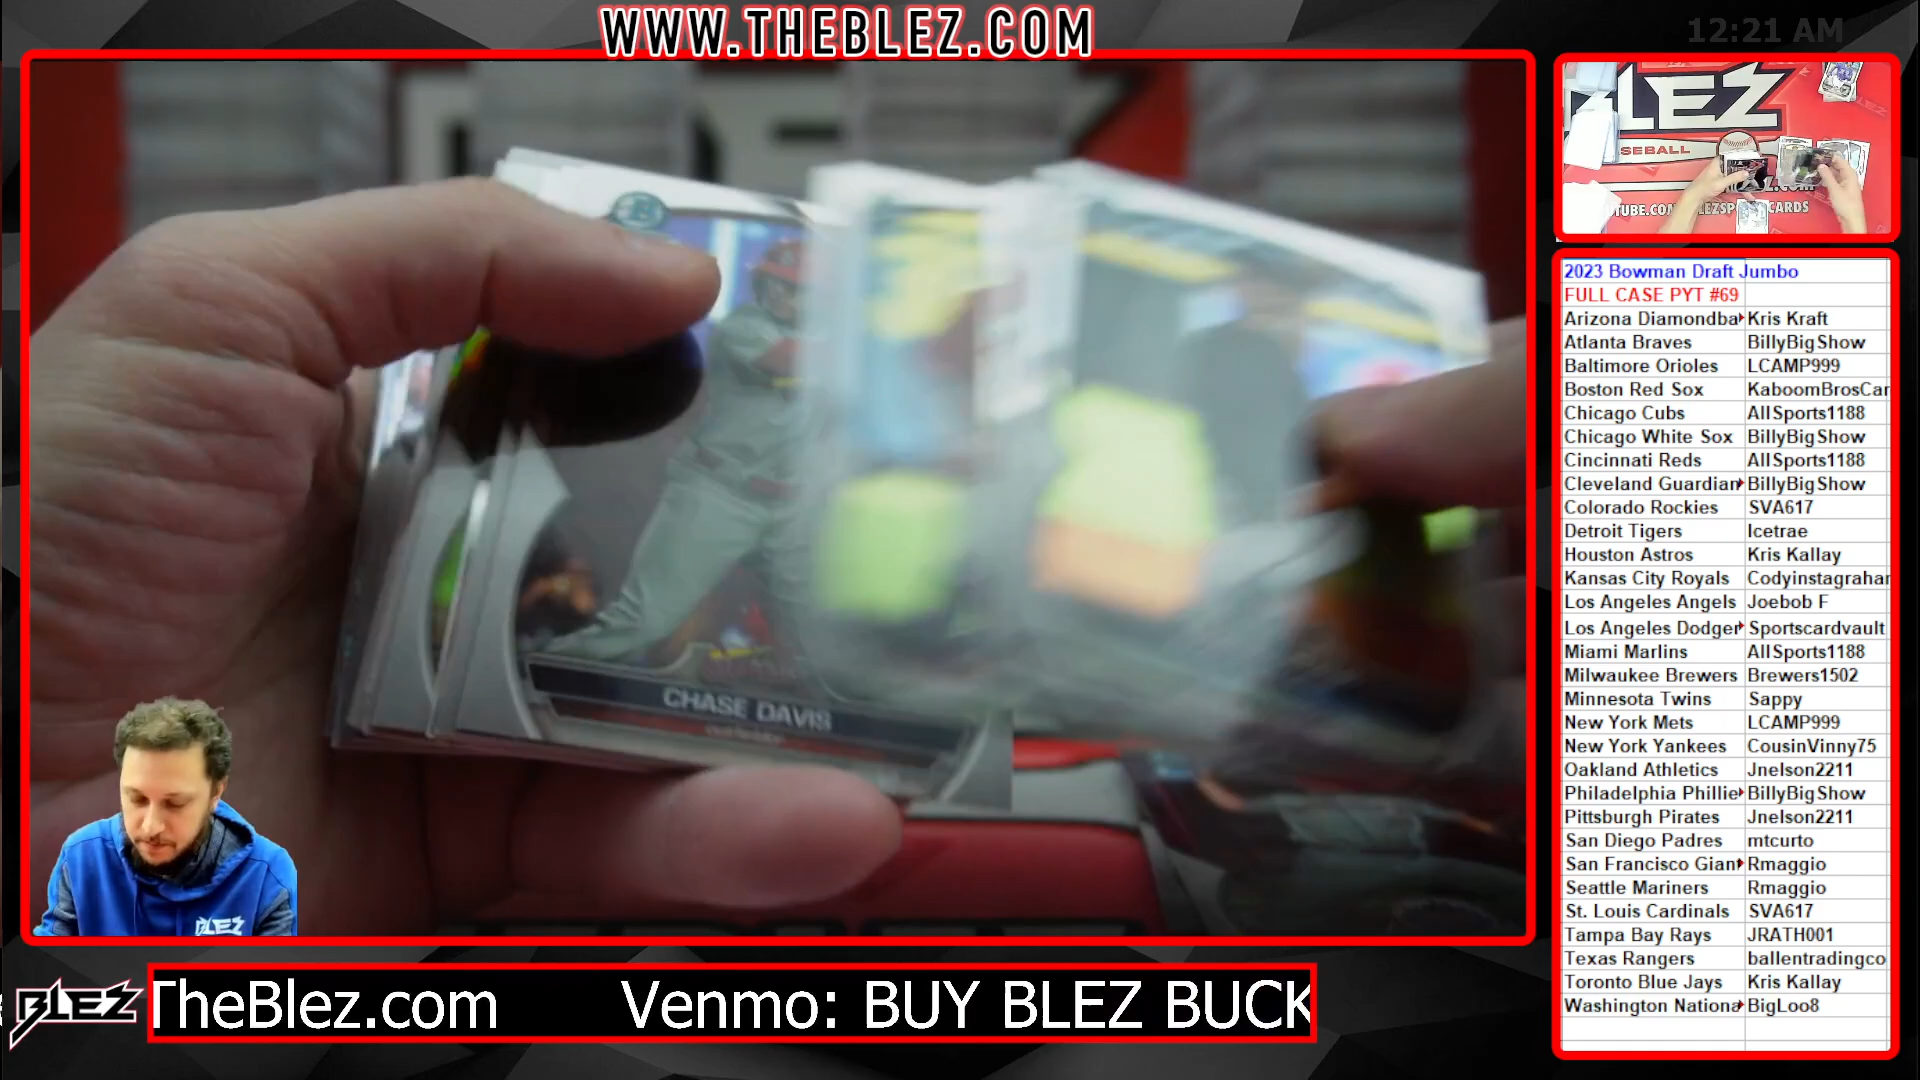 WWW.THEBLEZ.COM
12:21 AM
BLEZ
SEBALL
CARDS
CHASE DAVIS
BLEZ
2023 Bowman Draft Jumbo
FULL CASE PYT #69
Arizona Diamondba Kris Kraft
Atlanta Braves BillyBigShow
Baltimore Orioles LCAMP999
Boston Red Sox KaboomBrosCar
Chicago Cubs AllSports1188
Chicago White Sox BillyBigShow
Cincinnati Reds AllSports1188
Cleveland Guardian BillyBigShow
Colorado Rockies SVA617
Detroit Tigers Icetrae
Houston Astros Kris Kallay
Kansas City Royals Codyinstagrahar
Los Angeles Angels Joebob F
Los Angeles Dodger Sportscardvault
Miami Marlins AllSports1188
Milwaukee Brewers Brewers1502
Minnesota Twins Sappy
New York Mets LCAMP999
New York Yankees CousinVinny75
Oakland Athletics Jnelson2211
Philadelphia Phillie BillyBigShow
Pittsburgh Pirates Jnelson2211
San Diego Padres mtcurto
San Francisco Giant Rmaggio
Seattle Mariners Rmaggio
St. Louis Cardinals SVA617
Tampa Bay Rays JRATH001
Texas Rangers ballentradingco
Toronto Blue Jays Kris Kallay
Washington Nationa BigLoo8
BLEZ
TheBlez.com Venmo: BUY BLEZ BUCK